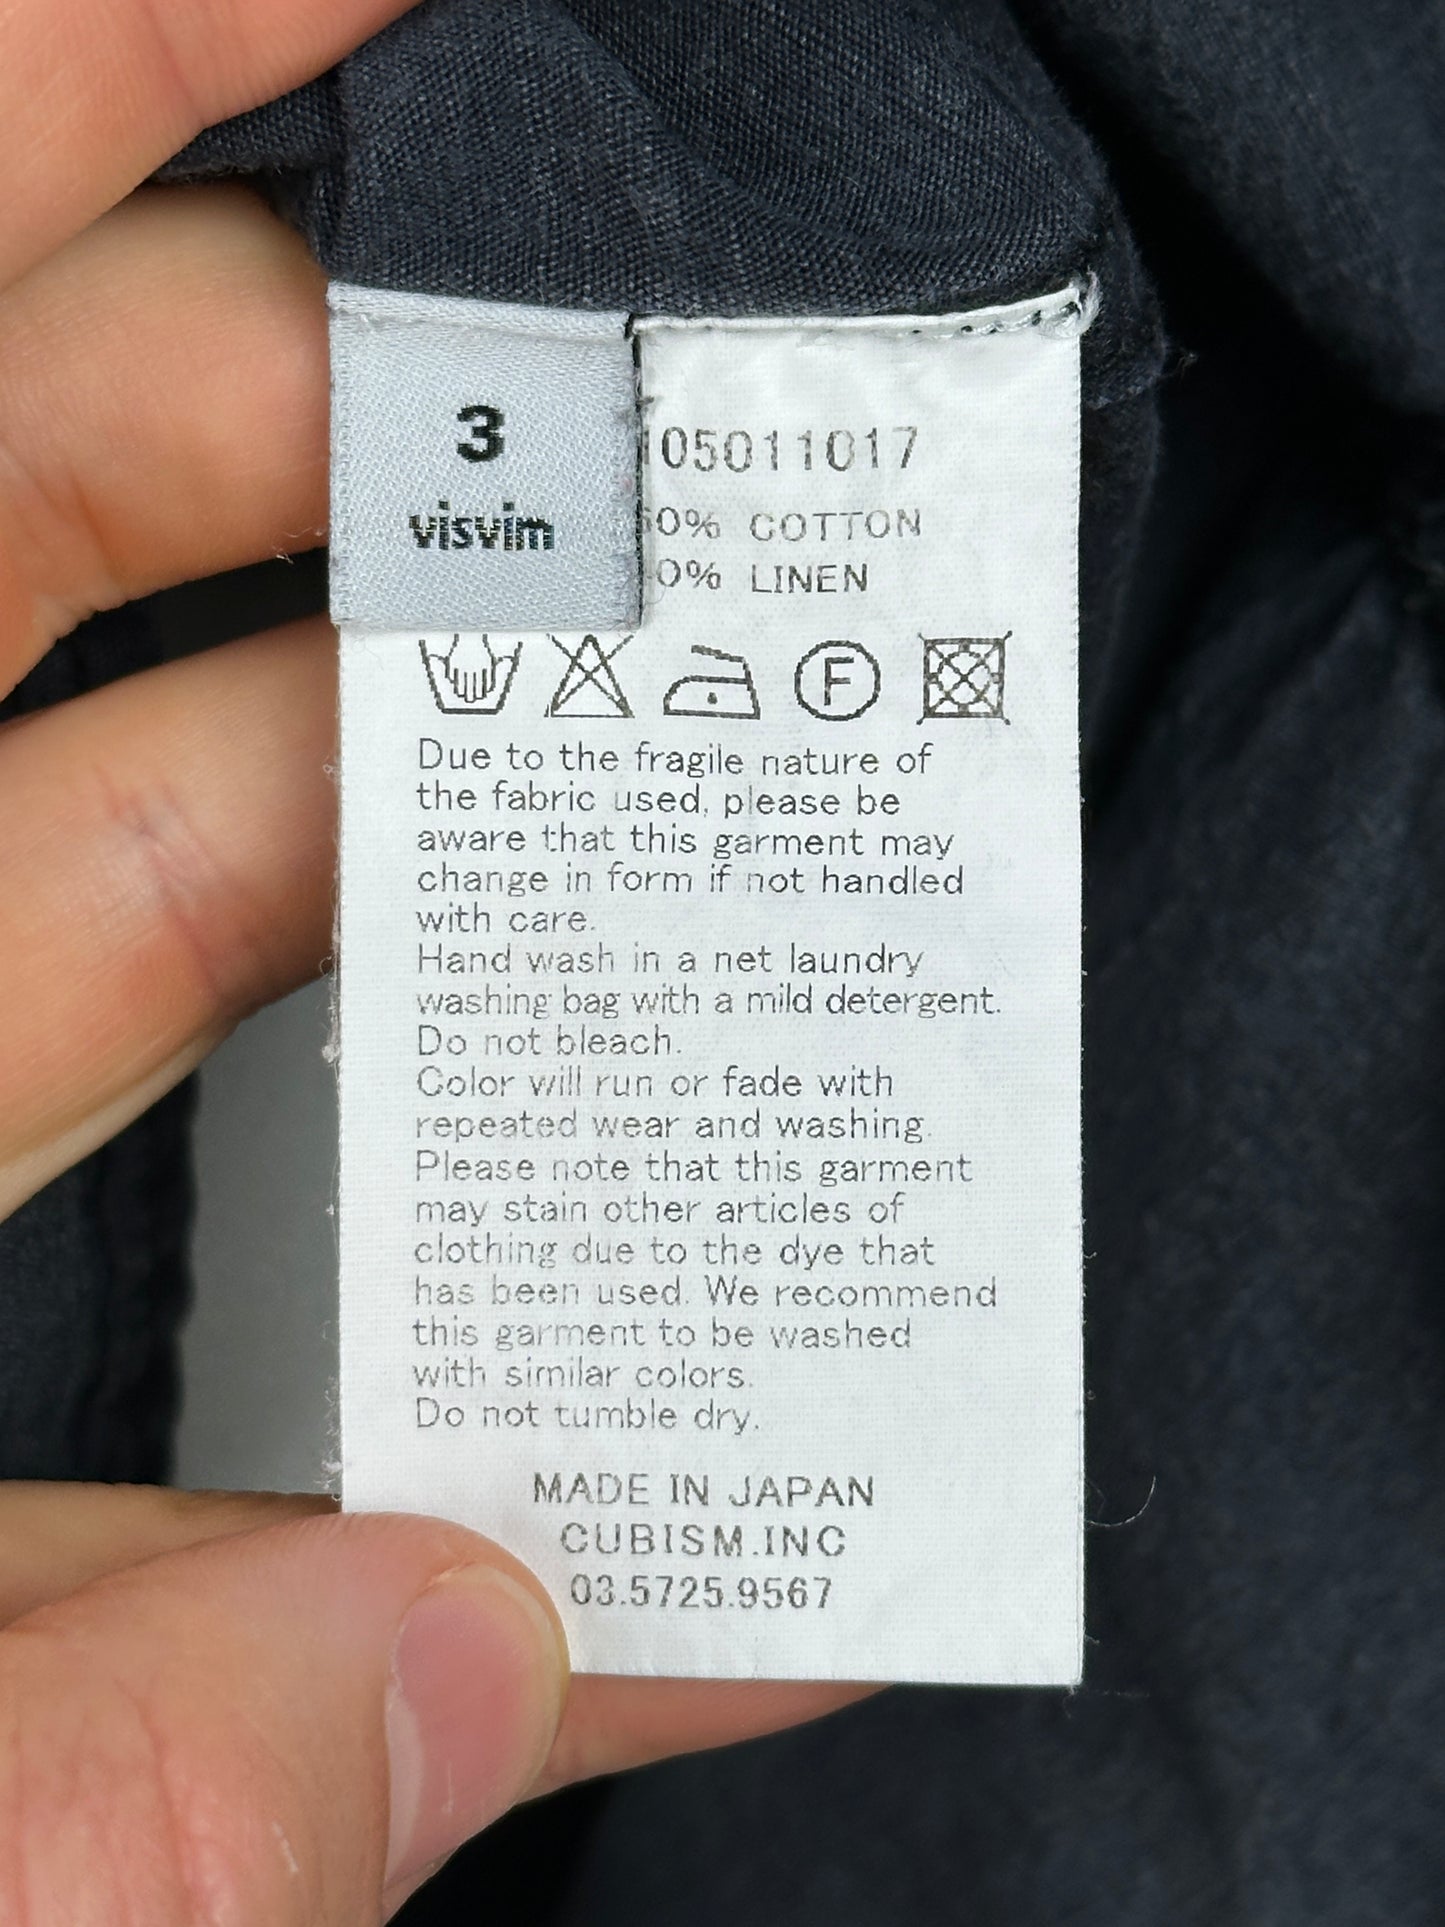 3
visvim
05011017
0% COTTON
0% LINEN
F
Due to the fragile nature of
the fabric used, please be
aware that this garment may
change in form if not handled
with care.
Hand wash in a net laundry
washing bag with a mild detergent.
Do not bleach.
Color will run or fade with
repeated wear and washing.
Please note that this garment
may stain other articles of
clothing due to the dye that
has been used. We recommend
this garment to be washed
with similar colors.
Do not tumble dry.
MADE IN JAPAN
CUBISM.INC
03.5725.9567